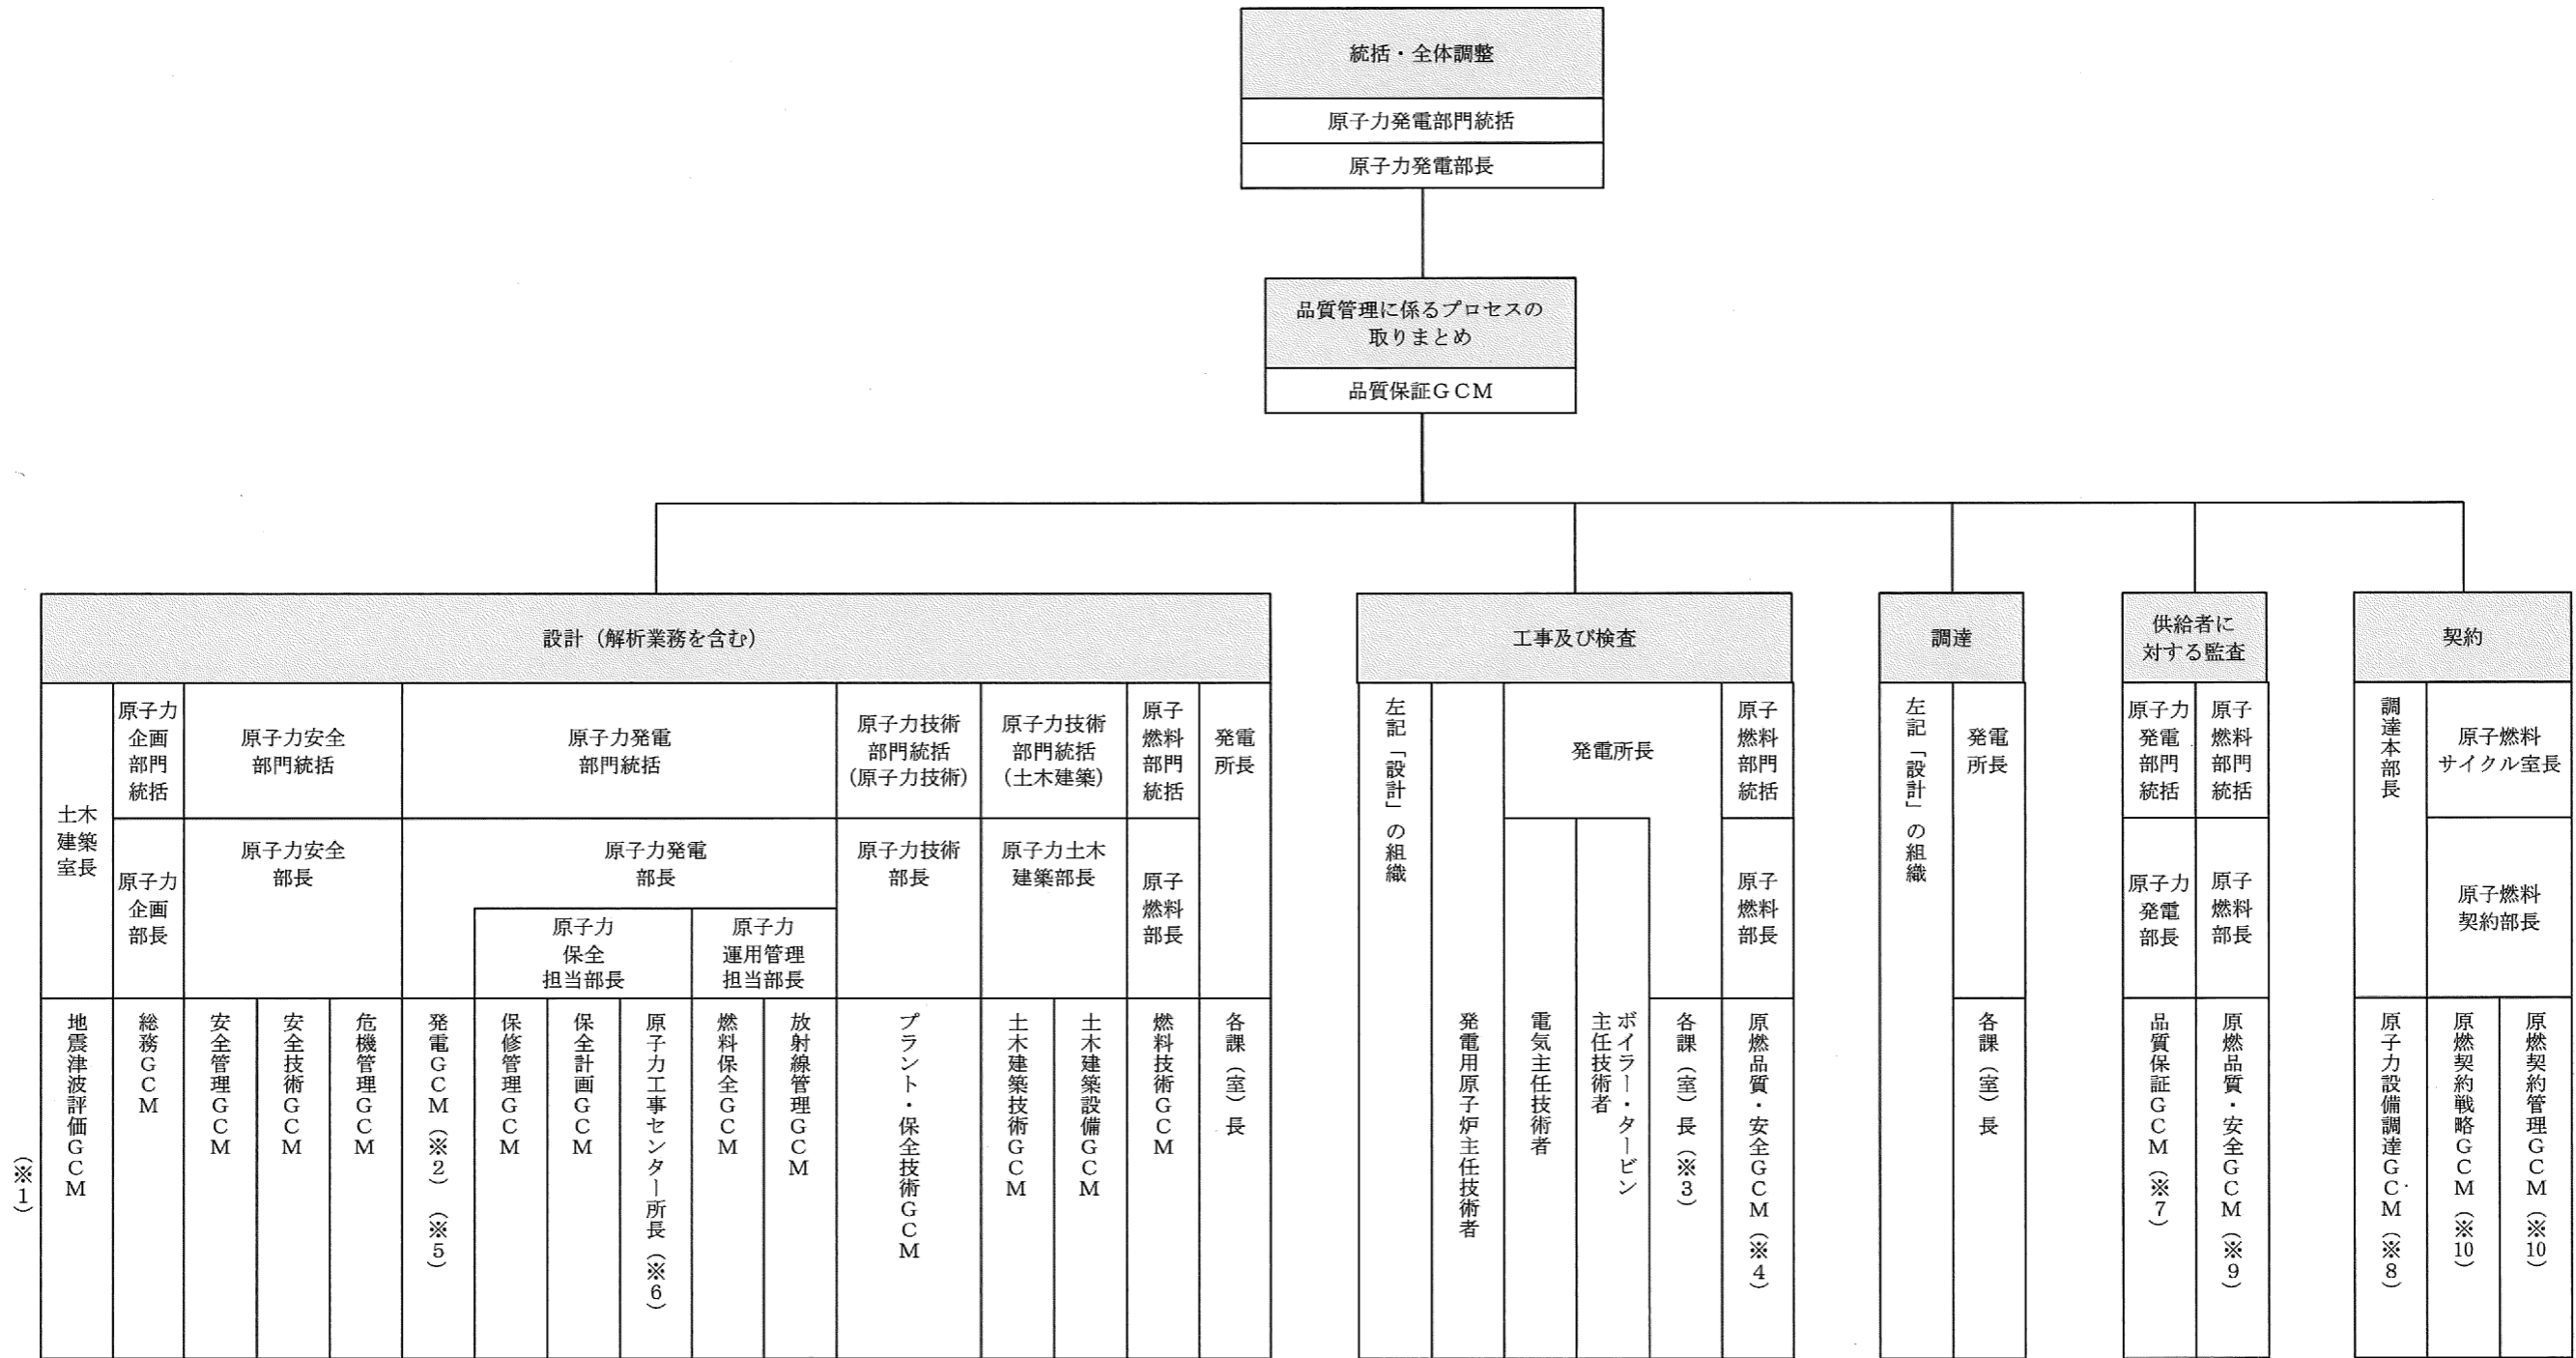 統括・全体調整
原子力発電部門統括
原子力発電部長
品質管理に係るプロセスの
取りまとめ
品質保証GCM
設計（解析業務を含む）
土木
建築
室長
原子力
企画
部門
統括
原子力安全
部門統括
原子力発電
部門統括
原子力技術
部門統括
（原子力技術）
原子力技術
部門統括
（土木建築）
原子
燃料
部門
統括
発電
所長
原子力
企画
部長
原子力安全
部長
原子力発電
部長
原子力
保全
担当部長
原子力
運用管理
担当部長
原子力技術
部長
原子力土木
建築部長
原子
燃料
部長
地震津波評価GCM
（※1）
総務GCM
安全管理GCM
安全技術GCM
危機管理GCM
発電GCM（※2）（※5）
保修管理GCM
保全計画GCM
原子力工事センター所長（※6）
燃料保全GCM
放射線管理GCM
プラント・保全技術GCM
土木建築技術GCM
土木建築設備GCM
燃料技術GCM
各課（室）長
工事及び検査
左記「設計」の組織
発電用原子炉主任技術者
発電所長
電気主任技術者
ボイラー・タービン
主任技術者
各課（室）長（※3）
原子
燃料
部門
統括
原子
燃料
部長
原燃品質・安全GCM（※4）
調達
左記「設計」の組織
発電
所長
各課（室）長
供給者に
対する監査
原子力
発電
部門
統括
原子
燃料
部門
統括
原子力
発電
部長
原子
燃料
部長
品質保証GCM（※7）
原燃品質・安全GCM（※9）
契約
調達本部長
原子燃料
サイクル室長
原子燃料
契約部長
原子力設備調達GCM（※8）
原燃契約戦略GCM（※10）
原燃契約管理GCM（※10）